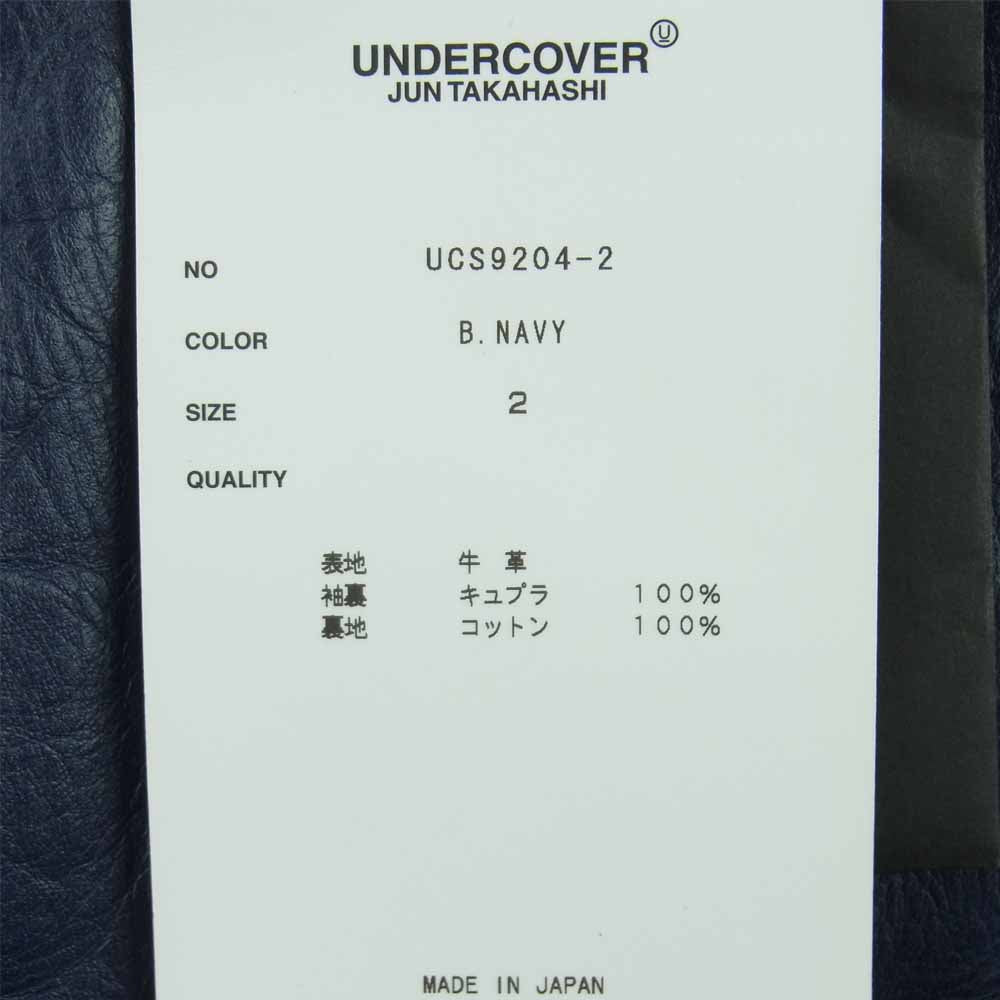 UNDERCOVER U
JUN TAKAHASHI
NO UCS9204-2
COLOR B. NAVY
SIZE 2
QUALITY
表地 牛 革
袖裏 キュプラ 100%
裏地 コットン 100%
MADE IN JAPAN